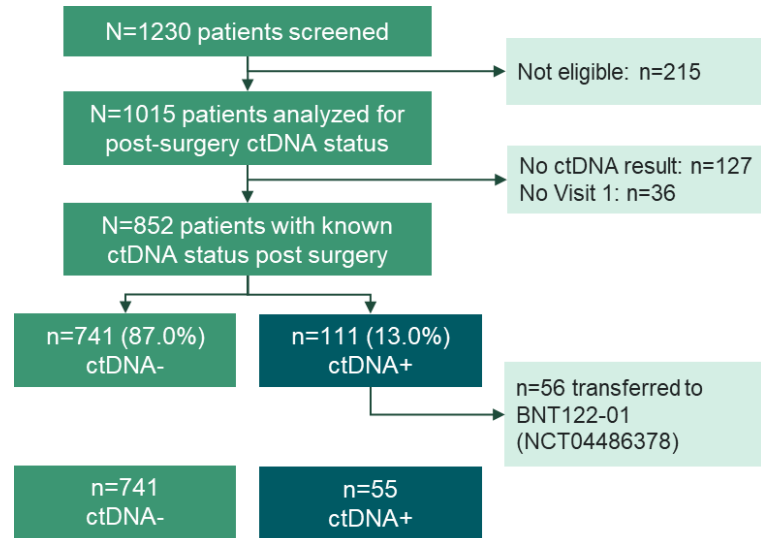 N=1230 patients screened
Not eligible: n=215
N=1015 patients analyzed for
post-surgery ctDNA status
No ctDNA result: n=127
No Visit 1: n=36
N=852 patients with known
ctDNA status post surgery
n=741 (87.0%)
ctDNA-
n=111 (13.0%)
ctDNA+
n=56 transferred to
BNT122-01
(NCT04486378)
n=741
ctDNA-
n=55
ctDNA+